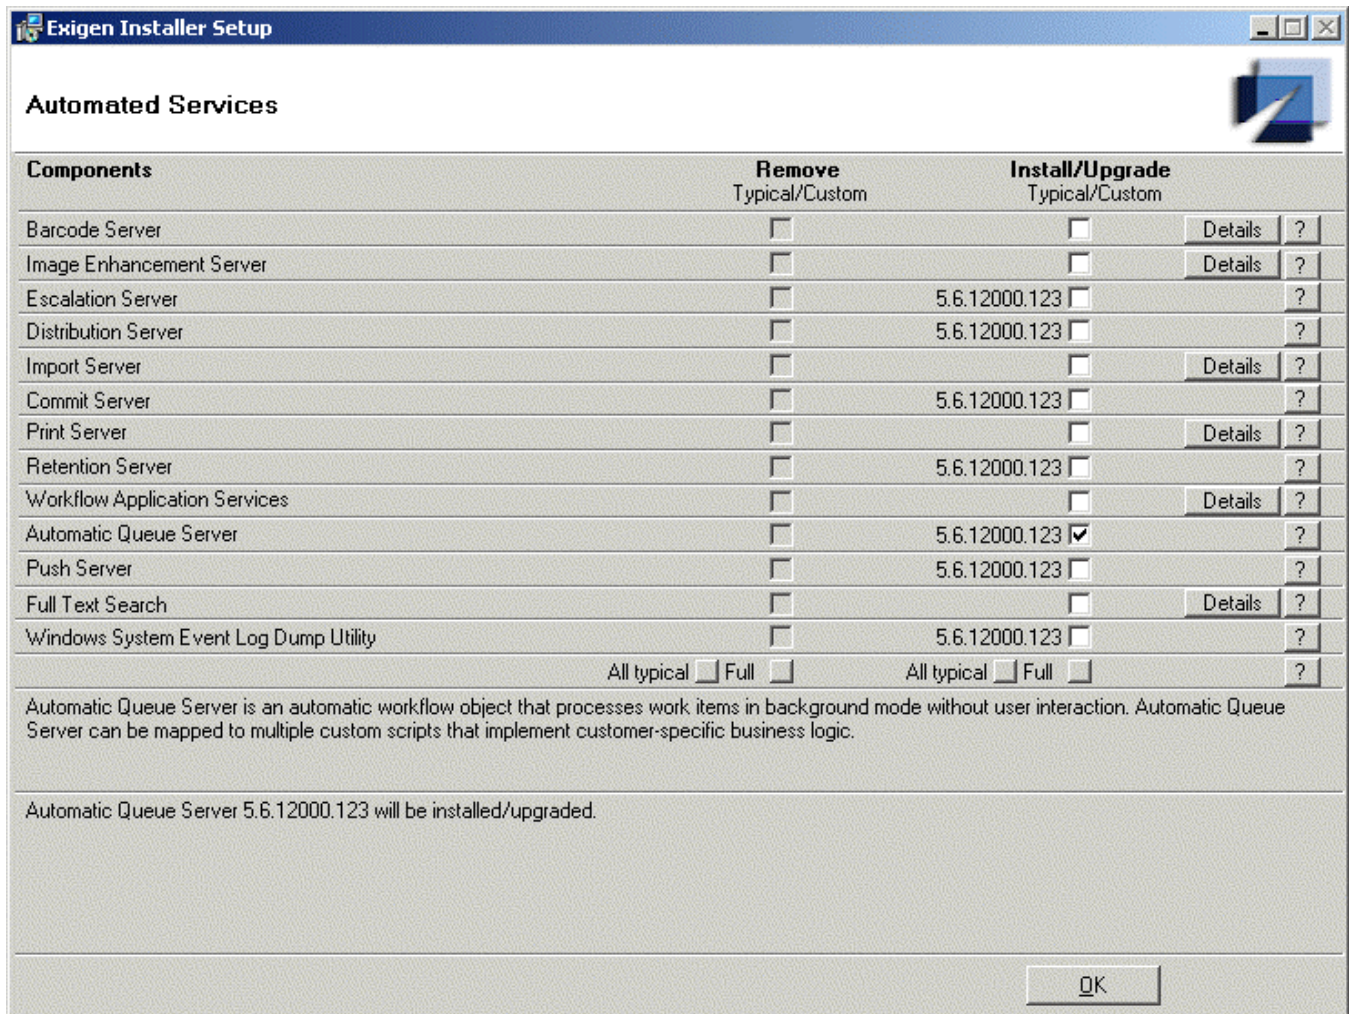 Exigen Installer Setup
Automated Services
Components Remove Install/Upgrade
Typical/Custom Typical/Custom
Barcode Server Details ?
Image Enhancement Server Details ?
Escalation Server 5.6.12000.123 ?
Distribution Server 5.6.12000.123 ?
Import Server Details ?
Commit Server 5.6.12000.123 ?
Print Server Details ?
Retention Server 5.6.12000.123 ?
Workflow Application Services Details ?
Automatic Queue Server 5.6.12000.123 ?
Push Server 5.6.12000.123 ?
Full Text Search Details ?
Windows System Event Log Dump Utility 5.6.12000.123 ?
All typical Full All typical Full ?
Automatic Queue Server is an automatic workflow object that processes work items in background mode without user interaction. Automatic Queue
Server can be mapped to multiple custom scripts that implement customer-specific business logic.
Automatic Queue Server 5.6.12000.123 will be installed/upgraded.
OK